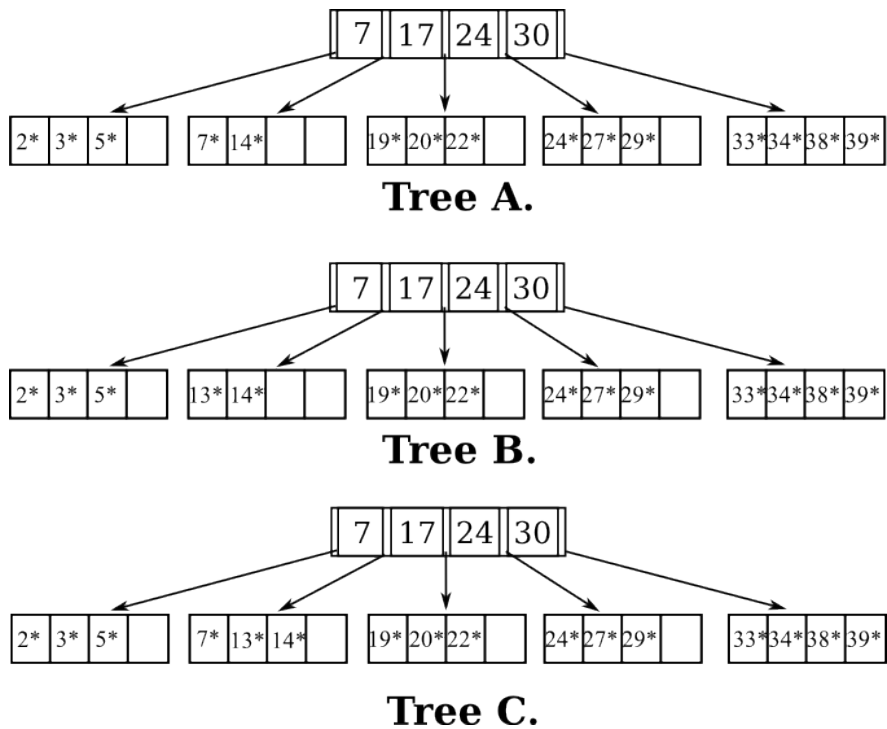 7 17 24 30
2* 3* 5* 7* 14* 19* 20* 22* 24* 27* 29* 33* 34* 38* 39*
Tree A.
7 17 24 30
2* 3* 5* 13* 14* 19* 20* 22* 24* 27* 29* 33* 34* 38* 39*
Tree B.
7 17 24 30
2* 3* 5* 7* 13* 14* 19* 20* 22* 24* 27* 29* 33* 34* 38* 39*
Tree C.